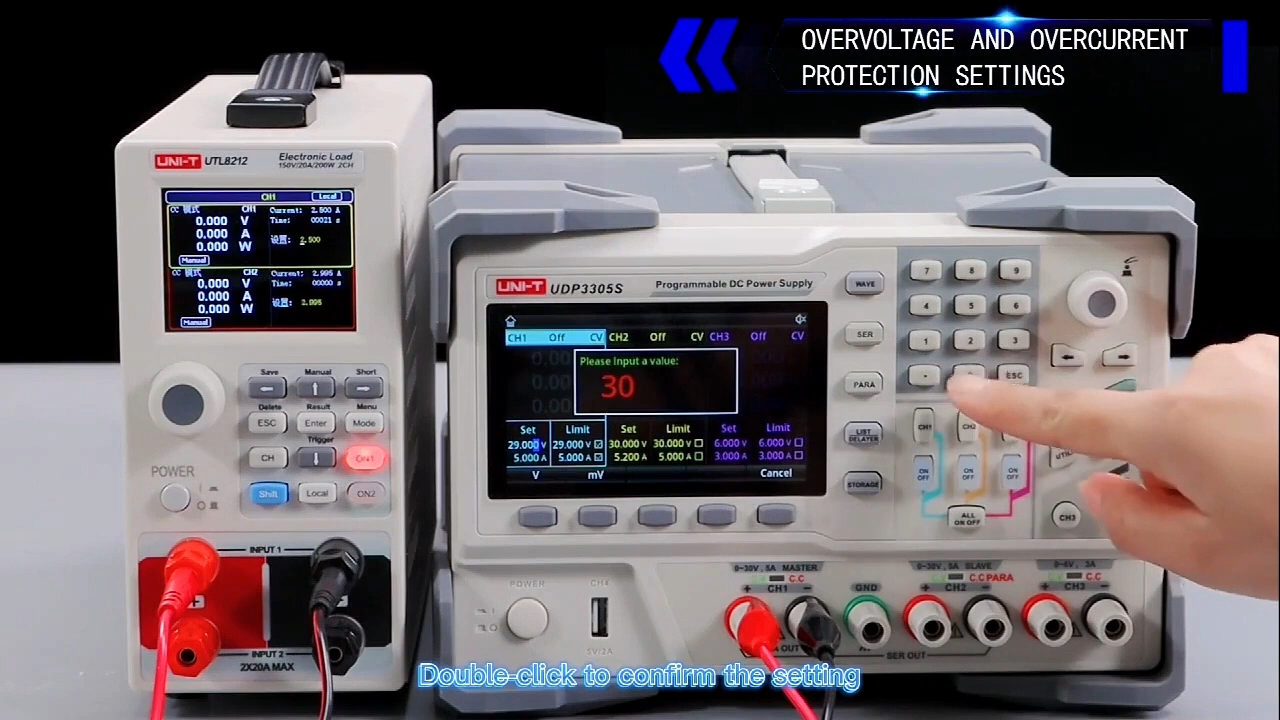 OVERVOLTAGE AND OVERCURRENT
PROTECTION SETTINGS
UNI-T UTL8212
Electronic Load
150V/20A/200W 2CH
CH1 Local
CC 模式 CH1 Current: 2.500 A
0.000 V Time: 00021 s
0.000 A 设置: 2.500
0.000 W
Manual
CC 模式 CH2 Current: 2.995 A
0.000 V Time: 00000 s
0.000 A 设置: 2.995
0.000 W
Manual
Save Manual Short
Delete Result Menu
ESC Enter Mode
Trigger
CH ON1
Shift Local ON2
POWER
INPUT 1
INPUT 2
2X20A MAX
UNI-T UDP3305S Programmable DC Power Supply
CH1 Off CV CH2 Off CV CH3 Off CV
Please Input a value:
30
Set Limit Set Limit Set Limit
29.000 V 29.000 V 30.000 V 30.000 V 6.000 V 6.000 V
5.000 A 5.000 A 5.200 A 5.000 A 3.000 A 3.000 A
V mV Cancel
WAVE
SER
PARA
LIST
DELAYER
STORAGE
7 8 9
4 5 6
1 2 3
ESC
CH1 CH2
ON
OFF
ON
OFF
ON
OFF
ALL
ON OFF
CH3
POWER
CH4
5V/2A
0~30V, 5A MASTER
C.C
+ CH1 −
GND
0~30V, 5A SLAVE
C.C PARA
+ CH2 −
3A
C.C
+ CH3 −
SER OUT
Double-click to confirm the setting